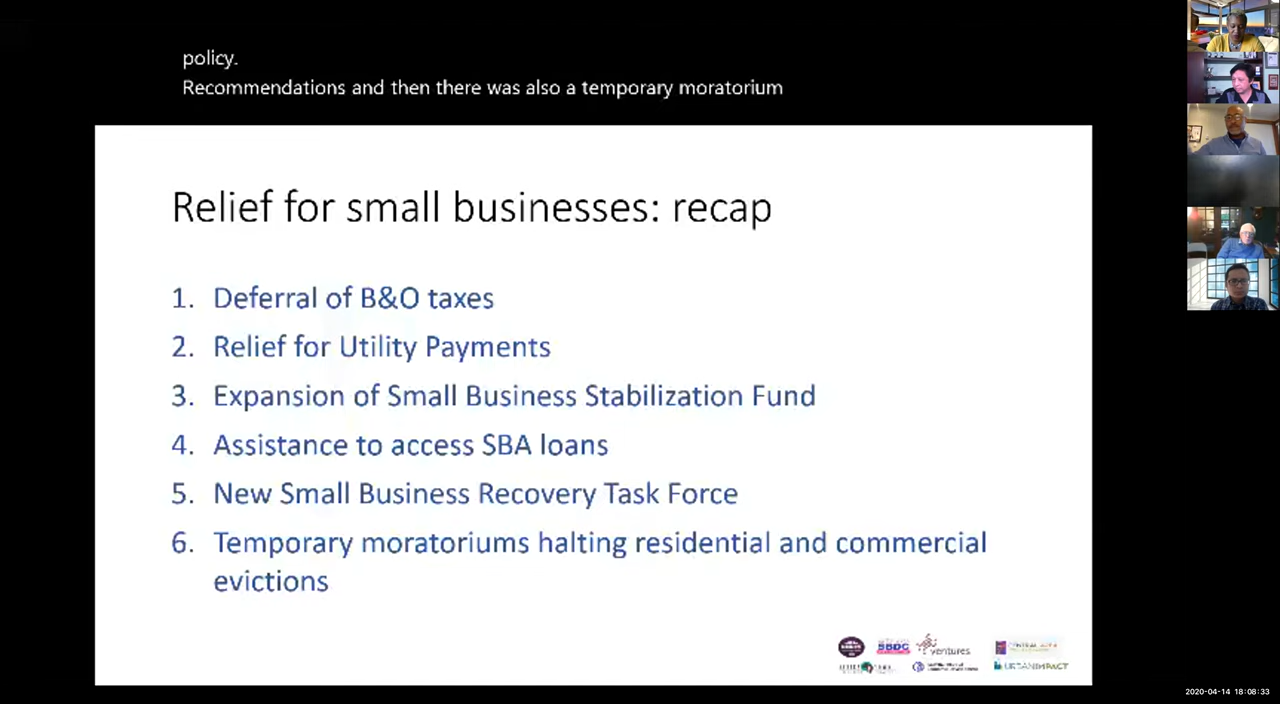 policy.
Recommendations and then there was also a temporary moratorium
Relief for small businesses: recap
1. Deferral of B&O taxes
2. Relief for Utility Payments
3. Expansion of Small Business Stabilization Fund
4. Assistance to access SBA loans
5. New Small Business Recovery Task Force
6. Temporary moratoriums halting residential and commercial
evictions
SBDC
ventures
CENTRAL AREA
URBANIMPACT
2020-04-14 18:08:33